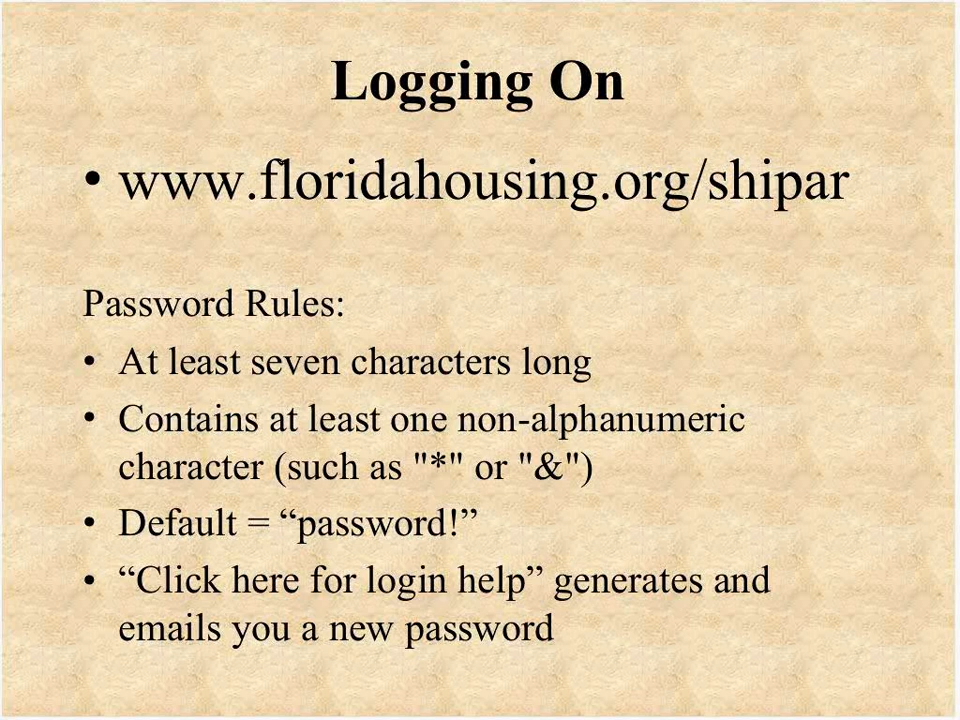 Logging On
• www.floridahousing.org/shipar
Password Rules:
• At least seven characters long
• Contains at least one non-alphanumeric
character (such as "*" or "&")
• Default = “password!”
• “Click here for login help” generates and
emails you a new password